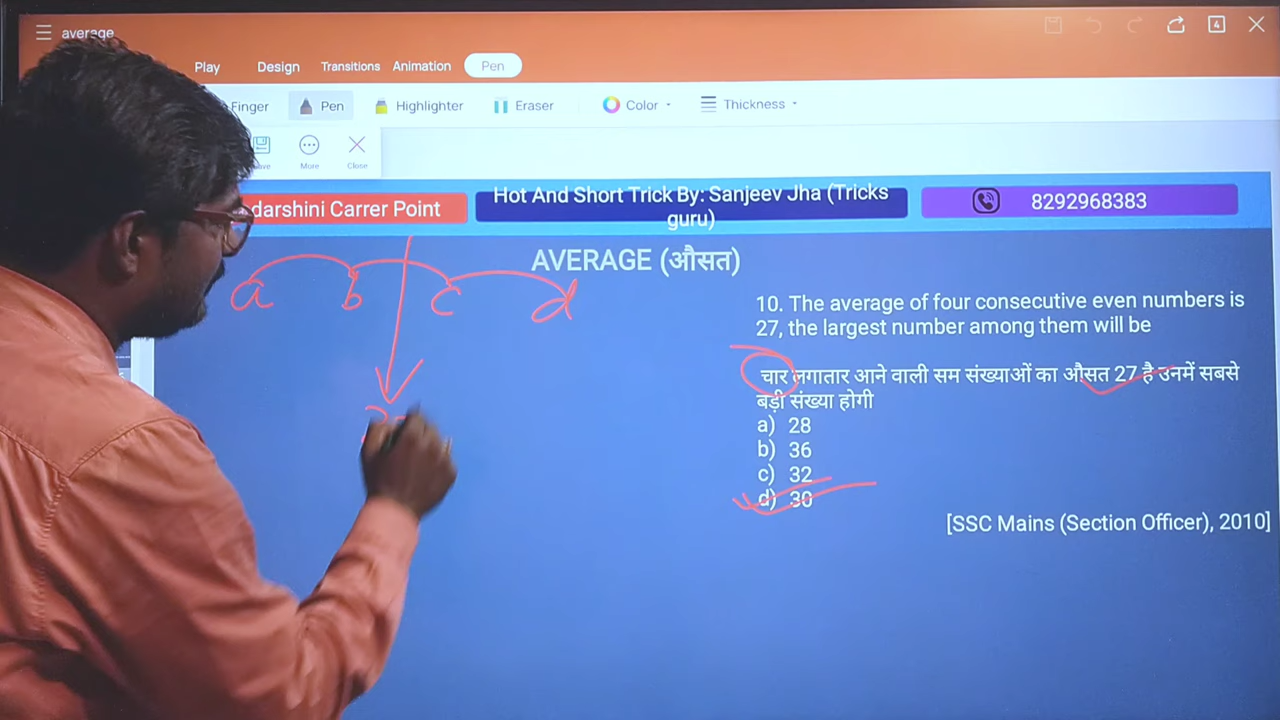 average
Play Design Transitions Animation Pen
Finger Pen Highlighter Eraser Color Thickness
More Close
darshini Carrer Point
Hot And Short Trick By: Sanjeev Jha (Tricks
guru)
8292968383
AVERAGE (औसत)
a b c d
10. The average of four consecutive even numbers is
27, the largest number among them will be
चार लगातार आने वाली सम संख्याओं का औसत 27 है उनमें सबसे
बड़ी संख्या होगी
a) 28
b) 36
c) 32
d) 30
[SSC Mains (Section Officer), 2010]
4